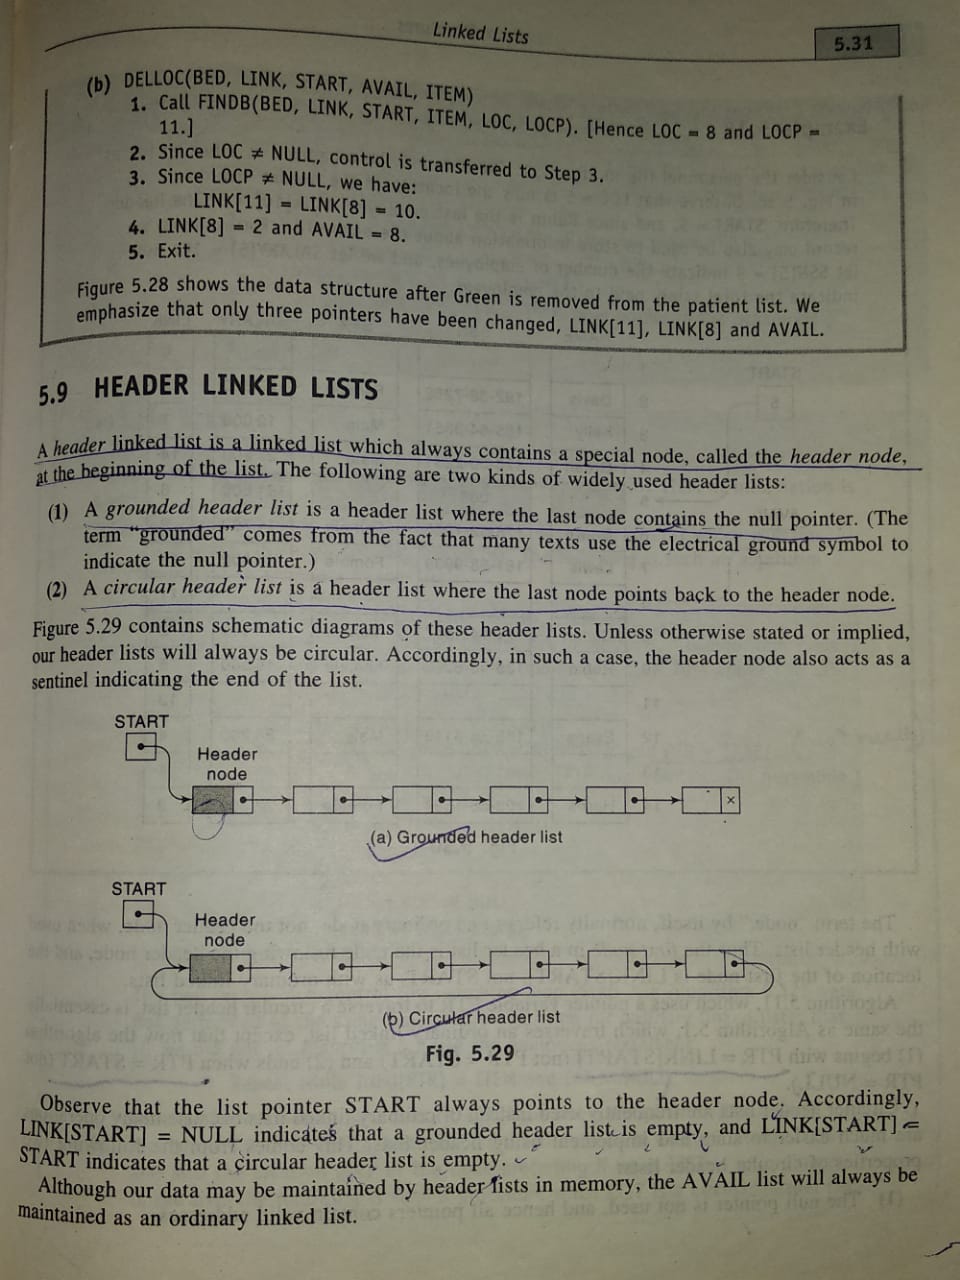 Linked Lists
5.31
(b) DELLOC(BED, LINK, START, AVAIL, ITEM)
1. Call FINDB(BED, LINK, START, ITEM, LOC, LOCP). [Hence LOC = 8 and LOCP =
11.]
2. Since LOC ≠ NULL, control is transferred to Step 3.
3. Since LOCP ≠ NULL, we have:
LINK[11] = LINK[8] = 10.
4. LINK[8] = 2 and AVAIL = 8.
5. Exit.
Figure 5.28 shows the data structure after Green is removed from the patient list. We
emphasize that only three pointers have been changed, LINK[11], LINK[8] and AVAIL.
5.9 HEADER LINKED LISTS
A header linked list is a linked list which always contains a special node, called the header node,
at the beginning of the list. The following are two kinds of widely used header lists:
(1) A grounded header list is a header list where the last node contains the null pointer. (The
term "grounded" comes from the fact that many texts use the electrical ground symbol to
indicate the null pointer.)
(2) A circular header list is a header list where the last node points back to the header node.
Figure 5.29 contains schematic diagrams of these header lists. Unless otherwise stated or implied,
our header lists will always be circular. Accordingly, in such a case, the header node also acts as a
sentinel indicating the end of the list.
START
Header
node
×
(a) Grounded header list
START
Header
node
(b) Circular header list
Fig. 5.29
Observe that the list pointer START always points to the header node. Accordingly,
LINK[START] = NULL indicates that a grounded header list is empty, and LINK[START] =
START indicates that a circular header list is empty.
Although our data may be maintained by header lists in memory, the AVAIL list will always be
maintained as an ordinary linked list.